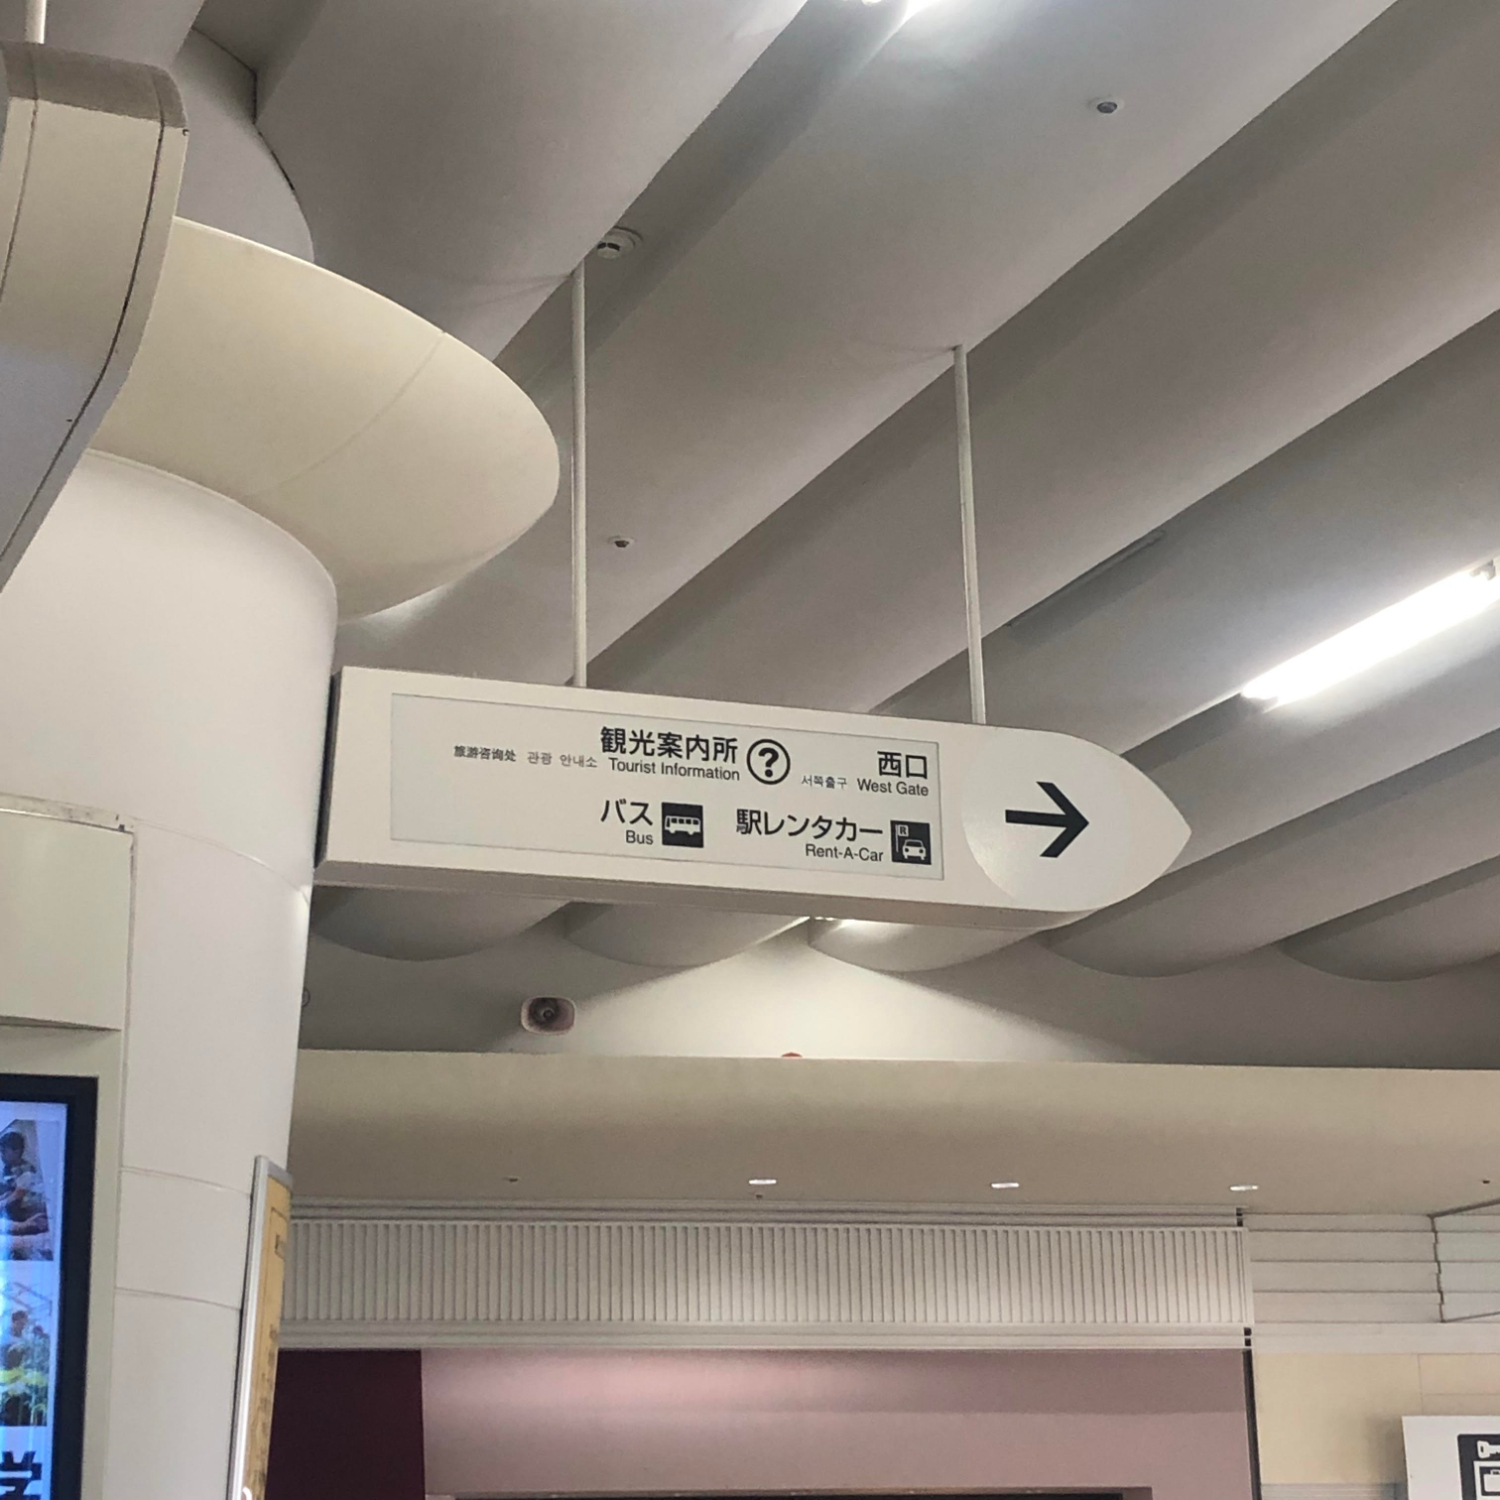 旅游咨询处 관광 안내소 観光案内所 ?
Tourist Information
西口
서쪽출구 West Gate
バス
Bus
駅レンタカー R
Rent-A-Car